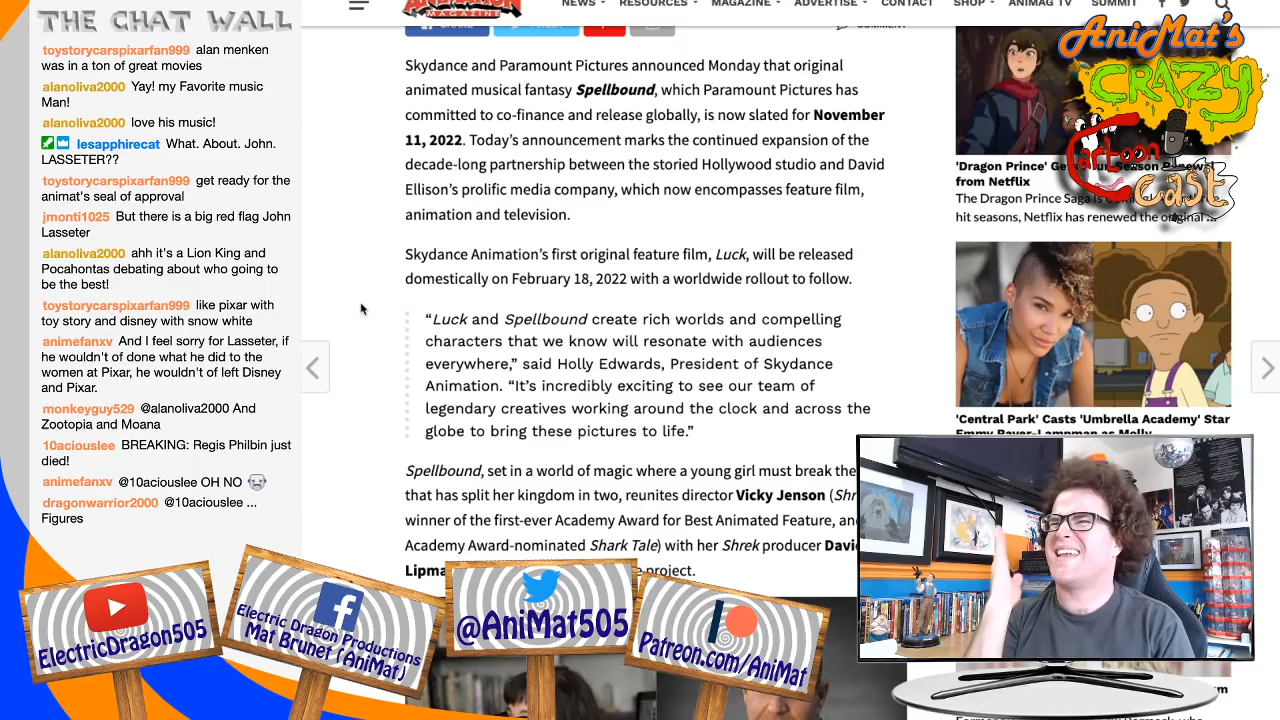 THE CHAT WALL
toystorycarspixarfan999 alan menken
was in a ton of great movies
alanoliva2000 Yay! my Favorite music
Man!
alanoliva2000 love his music!
lesapphirecat What. About. John.
LASSETER??
toystorycarspixarfan999 get ready for the
animat's seal of approval
jmonti1025 But there is a big red flag John
Lasseter
alanoliva2000 ahh it's a Lion King and
Pocahontas debating about who going to
be the best!
toystorycarspixarfan999 like pixar with
toy story and disney with snow white
animefanxv And I feel sorry for Lasseter, if
he wouldn't of done what he did to the
women at Pixar, he wouldn't of left Disney
and Pixar.
monkeyguy529 @alanoliva2000 And
Zootopia and Moana
10aciouslee BREAKING: Regis Philbin just
died!
animefanxv @10aciouslee OH NO
dragonwarrior2000 @10aciouslee ...
Figures
MAGAZINE
NEWS RESOURCES MAGAZINE ADVERTISE CONTACT SHOP ANIMAG TV SUMMIT
Skydance and Paramount Pictures announced Monday that original
animated musical fantasy Spellbound, which Paramount Pictures has
committed to co-finance and release globally, is now slated for November
11, 2022. Today's announcement marks the continued expansion of the
decade-long partnership between the storied Hollywood studio and David
Ellison's prolific media company, which now encompasses feature film,
animation and television.
Skydance Animation's first original feature film, Luck, will be released
domestically on February 18, 2022 with a worldwide rollout to follow.
“Luck and Spellbound create rich worlds and compelling
characters that we know will resonate with audiences
everywhere,” said Holly Edwards, President of Skydance
Animation. “It's incredibly exciting to see our team of
legendary creatives working around the clock and across the
globe to bring these pictures to life.”
Spellbound, set in a world of magic where a young girl must break the
that has split her kingdom in two, reunites director Vicky Jenson (Shr
winner of the first-ever Academy Award for Best Animated Feature, an
Academy Award-nominated Shark Tale) with her Shrek producer Davi
Lipma e project.
AniMat's
CRAZY
Cartoon
Cast
'Dragon Prince' Ge
from Netflix
The Dragon Prince Saga is
hit seasons, Netflix has renewed the original ...
'Central Park' Casts 'Umbrella Academy' Star
Emmy Raver-Lampman as Molly
ElectricDragon505
Electric Dragon Productions
Mat Brunet (AniMat)
@AniMat505
Patreon.com/AniMat